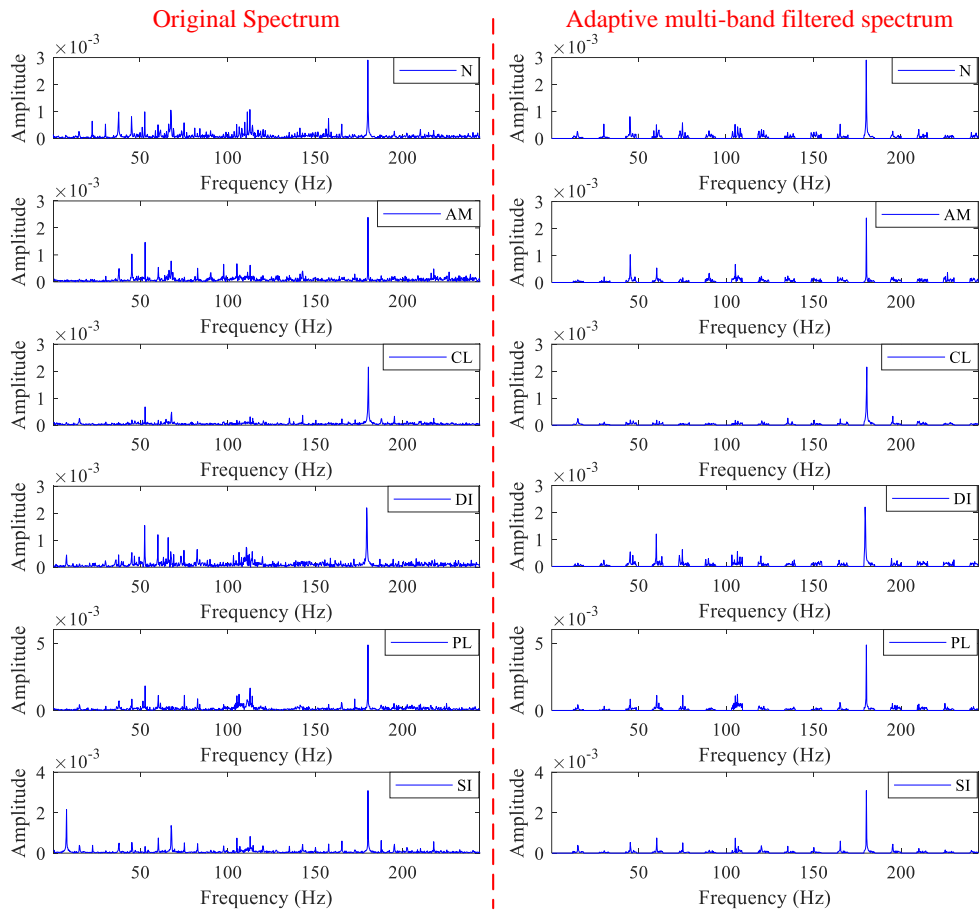 Original Spectrum
Adaptive multi-band filtered spectrum
×10⁻³
3
2
1
0
Amplitude
N
50
100
150
200
Frequency (Hz)
×10⁻³
3
2
1
0
Amplitude
N
50
100
150
200
Frequency (Hz)
×10⁻³
3
2
1
0
Amplitude
AM
50
100
150
200
Frequency (Hz)
×10⁻³
3
2
1
0
Amplitude
AM
50
100
150
200
Frequency (Hz)
×10⁻³
3
2
1
0
Amplitude
CL
50
100
150
200
Frequency (Hz)
×10⁻³
3
2
1
0
Amplitude
CL
50
100
150
200
Frequency (Hz)
×10⁻³
3
2
1
0
Amplitude
DI
50
100
150
200
Frequency (Hz)
×10⁻³
3
2
1
0
Amplitude
DI
50
100
150
200
Frequency (Hz)
×10⁻³
5
0
Amplitude
PL
50
100
150
200
Frequency (Hz)
×10⁻³
5
0
Amplitude
PL
50
100
150
200
Frequency (Hz)
×10⁻³
4
2
0
Amplitude
SI
50
100
150
200
Frequency (Hz)
×10⁻³
4
2
0
Amplitude
SI
50
100
150
200
Frequency (Hz)